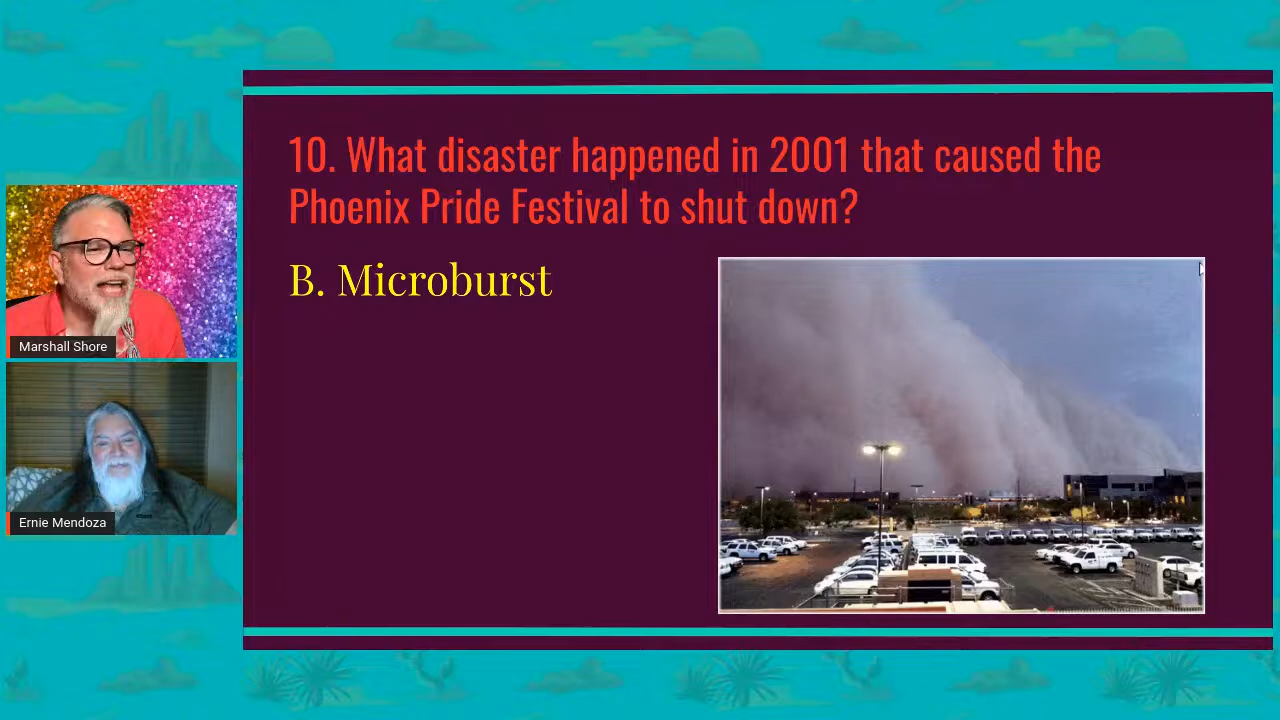 10. What disaster happened in 2001 that caused the
Phoenix Pride Festival to shut down?
B. Microburst
Marshall Shore
Ernie Mendoza